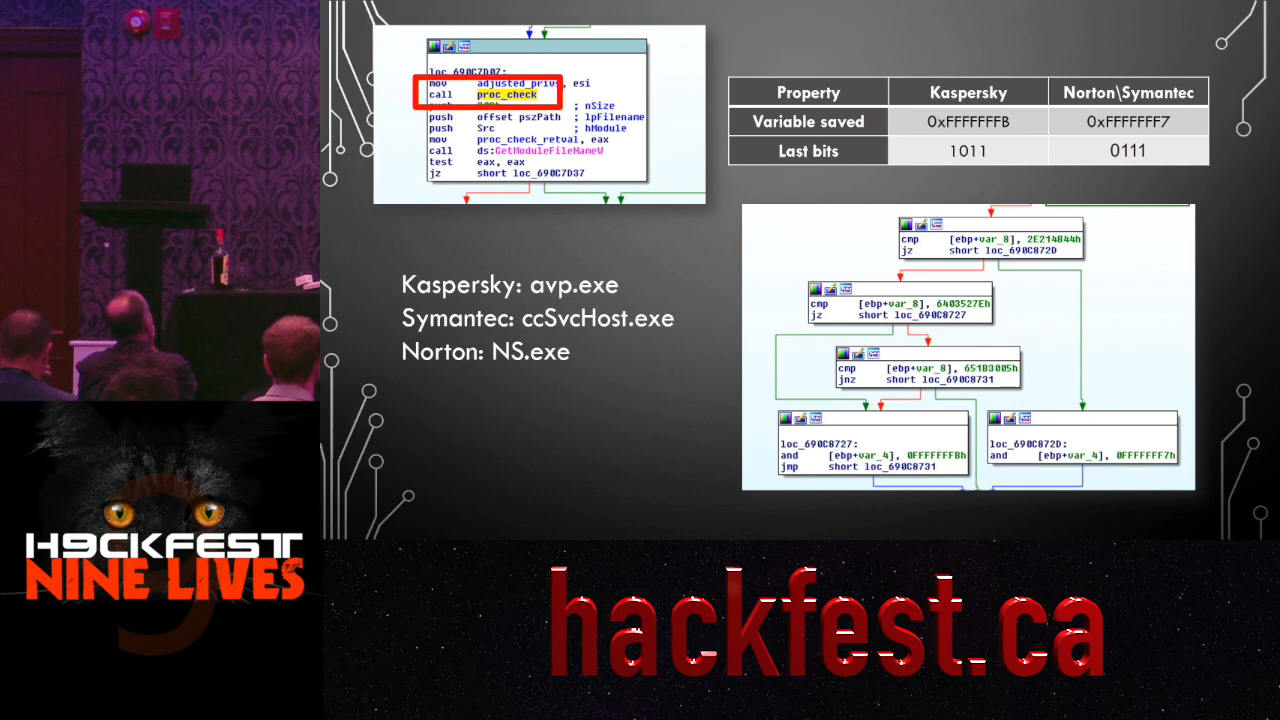 loc_690C7D07:
mov adjusted_privs, esi
call proc_check
; nSize
push offset pszPath ; lpFilename
push Src ; hModule
mov proc_check_retval, eax
call ds:GetModuleFileNameW
test eax, eax
jz short loc_690C7D37
Property Kaspersky Norton\Symantec
Variable saved 0xFFFFFFFB 0xFFFFFFF7
Last bits 1011 0111
Kaspersky: avp.exe
Symantec: ccSvcHost.exe
Norton: NS.exe
cmp [ebp+var_8], 2E214B44h
jz short loc_690C872D
cmp [ebp+var_8], 6403527Eh
jz short loc_690C8727
cmp [ebp+var_8], 651B3005h
jnz short loc_690C8731
loc_690C8727:
and [ebp+var_4], 0FFFFFFFBh
jmp short loc_690C8731
loc_690C872D:
and [ebp+var_4], 0FFFFFFF7h
9
H9CKFEST
NINE LIVES
hackfest.ca